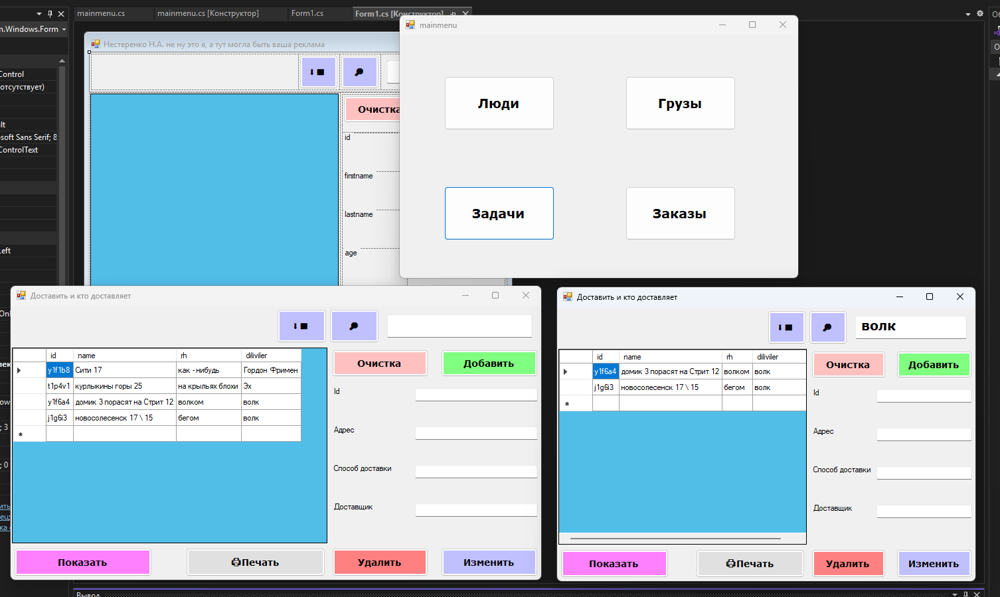 mainmenu.cs
mainmenu.cs [Конструктор]
Form1.cs
Form1.cs [Конструктор]
n.Windows.Form
Control
отсутствует)
ult
soft Sans Serif; 8
ControlText
Left
; 3
; 0
Нестеренко Н.А. не ну это я, а тут могла быть ваша реклама
⬇ ■
Очистка
id
firstname
lastname
age
mainmenu
Люди
Грузы
Задачи
Заказы
Доставить и кто доставляет
⬇ ■
id name rh diliviler
y1f1b8 Сити 17 как - нибудь Гордон Фримен
t1p4v1 курлыкины горы 25 на крыльях блохи Эх
y1f6a4 домик 3 порасят на Стрит 12 волком волк
j1g6i3 новосолесенск 17 \ 15 бегом волк
Очистка
Добавить
Id
Адрес
Способ доставки
Доставщик
Показать
Печать
Удалить
Изменить
Доставить и кто доставляет
⬇ ■
волк
id name rh diliviler
y1f6a4 домик 3 порасят на Стрит 12 волком волк
j1g6i3 новосолесенск 17 \ 15 бегом волк
Очистка
Добавить
Id
Адрес
Способ доставки
Доставщик
Показать
Печать
Удалить
Изменить
Вывод